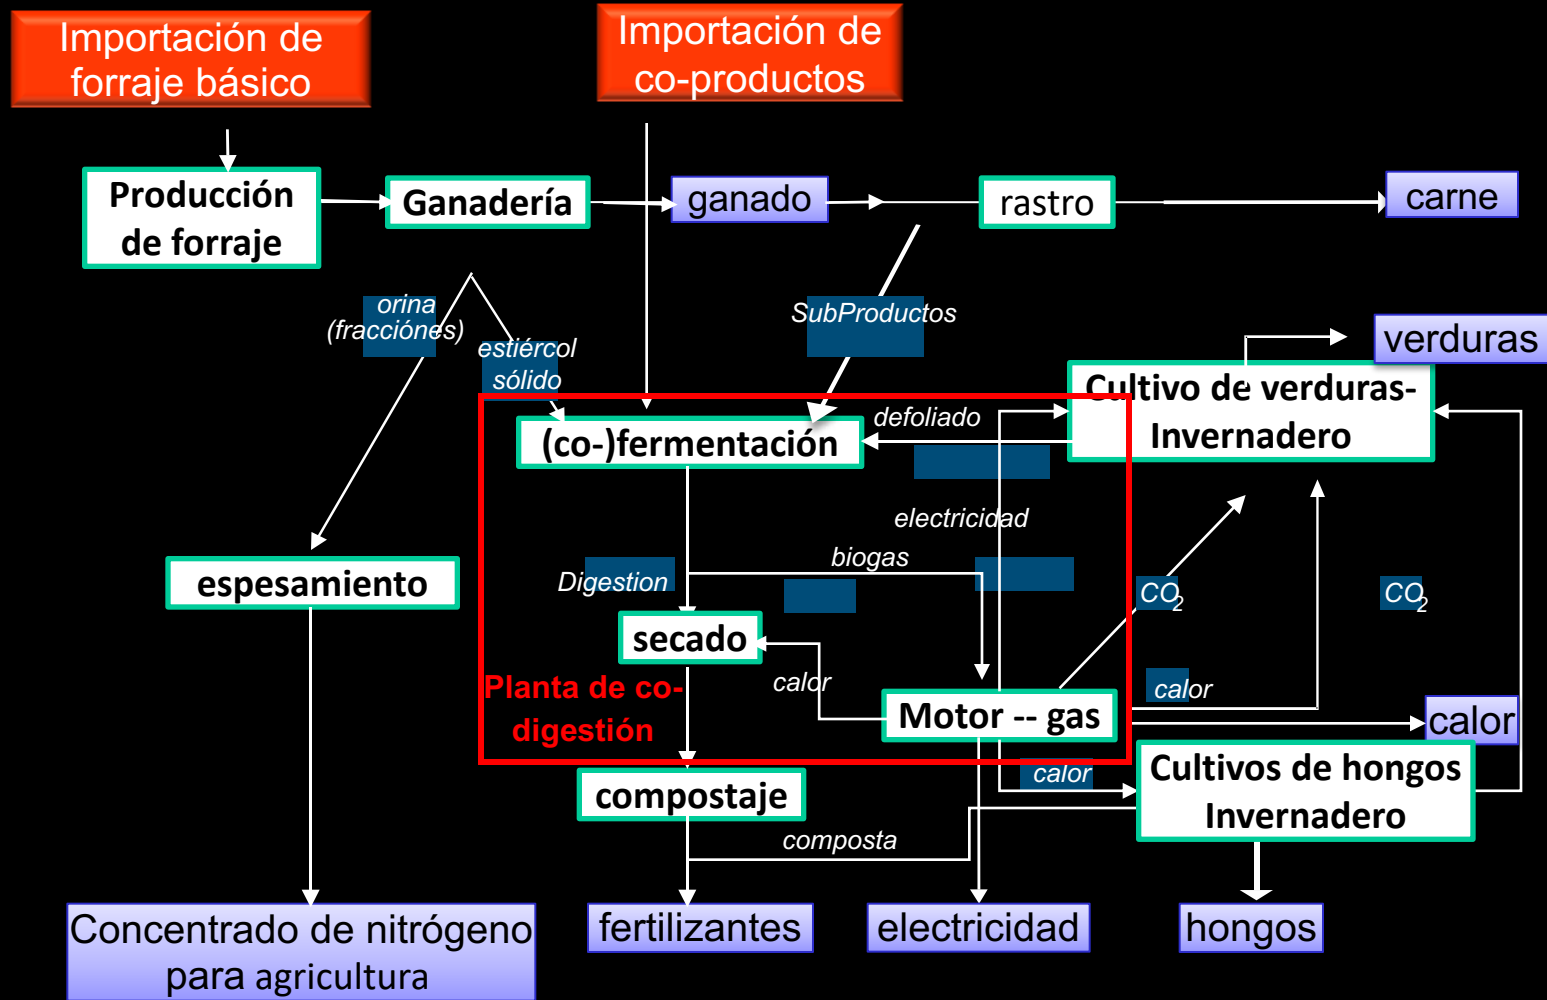 Importación de
forraje básico
Importación de
co-productos
Producción
de forraje
Ganadería
ganado
rastro
carne
orina
(fracciónes)
estiércol
sólido
SubProductos
verduras
Cultivo de verduras-
Invernadero
defoliado
(co-)fermentación
electricidad
biogas
Digestion
espesamiento
CO2
CO2
secado
calor
calor
Planta de co-
digestión
Motor -- gas
calor
calor
Cultivos de hongos
Invernadero
compostaje
composta
Concentrado de nitrógeno
para agricultura
fertilizantes
electricidad
hongos